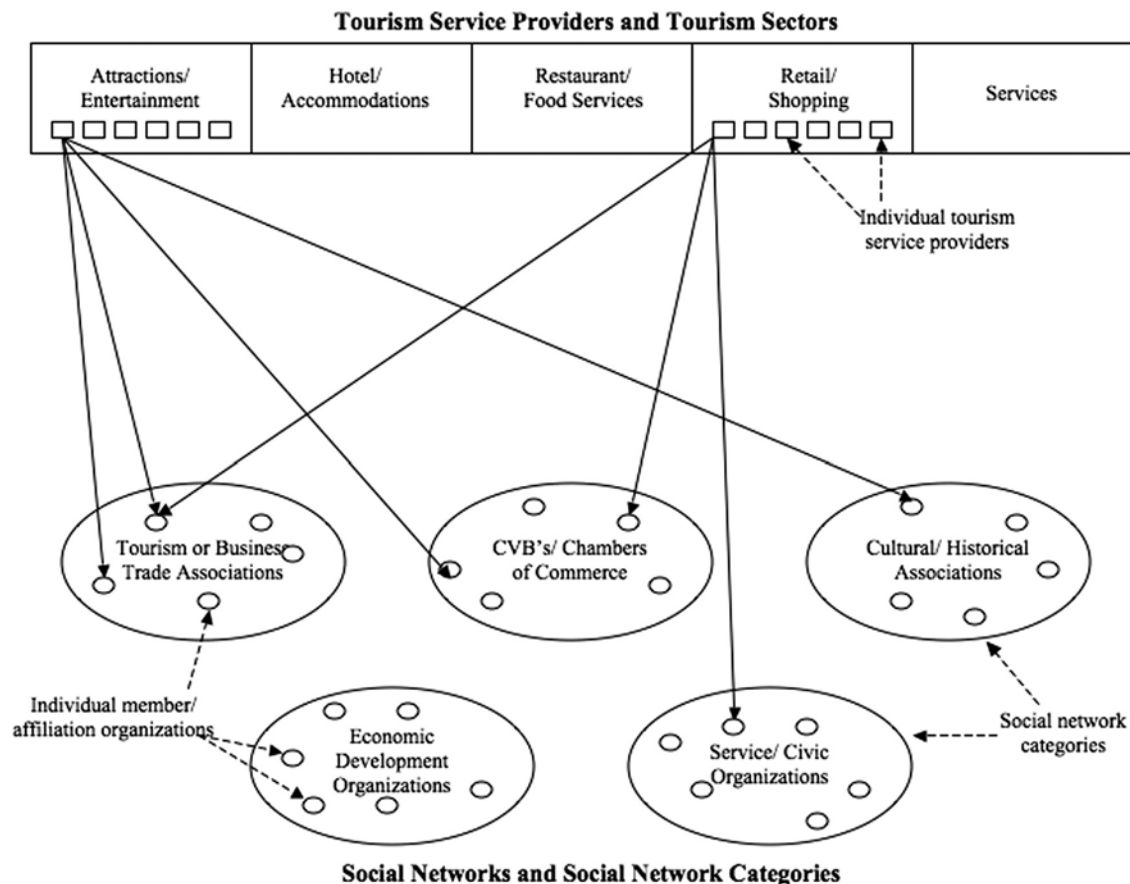 Tourism Service Providers and Tourism Sectors
Attractions/
Entertainment
Hotel/
Accommodations
Restaurant/
Food Services
Retail/
Shopping
Services
Individual tourism
service providers
Tourism or Business
Trade Associations
CVB's/ Chambers
of Commerce
Cultural/ Historical
Associations
Individual member/
affiliation organizations
Economic
Development
Organizations
Service/ Civic
Organizations
Social network
categories
Social Networks and Social Network Categories